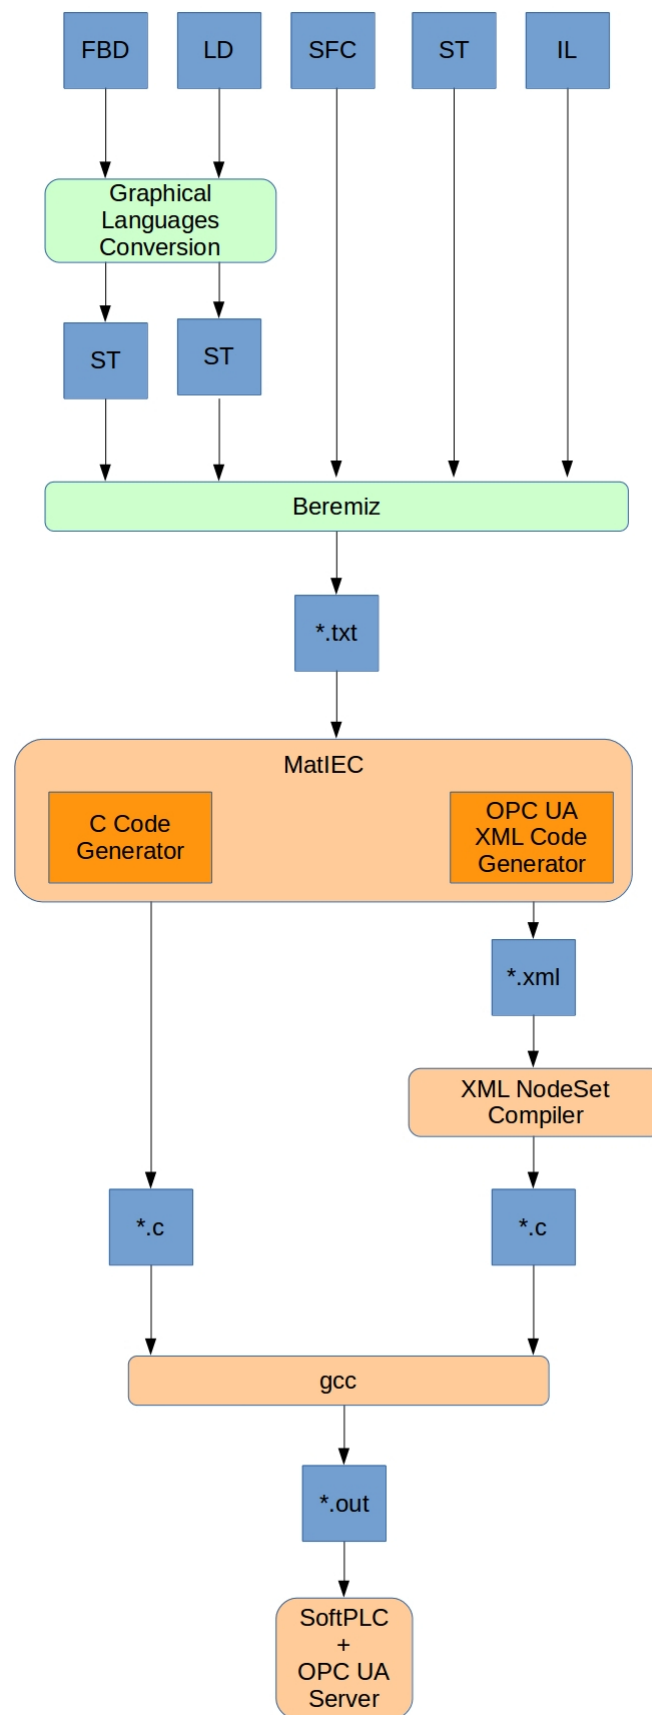 FBD
LD
SFC
ST
IL
Graphical
Languages
Conversion
ST
ST
Beremiz
*.txt
MatIEC
C Code
Generator
OPC UA
XML Code
Generator
*.xml
XML NodeSet
Compiler
*.c
*.c
gcc
*.out
SoftPLC
+
OPC UA
Server